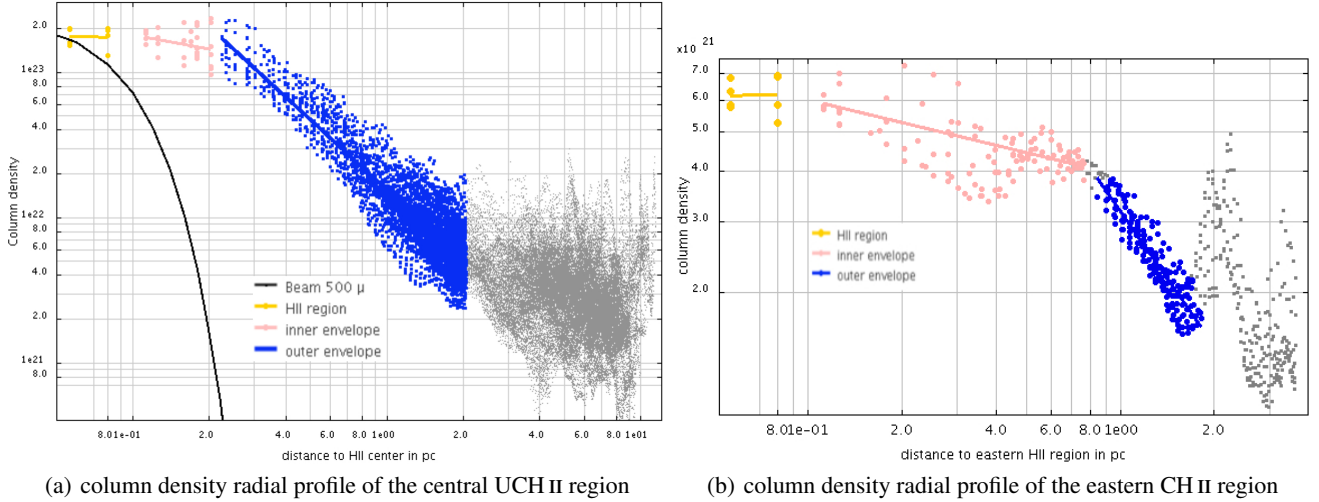 2.0
1e23
8.0
6.0
4.0
2.0
1e22
8.0
6.0
4.0
2.0
1e21
8.0
Column density
Beam 500 μ
HII region
inner envelope
outer envelope
8.01e-01 2.0 4.0 8.0 1e00 2.0 4.0 6.0 8.0 1e+01
distance to HII center in pc
(a) column density radial profile of the central UCH II region
x10 21
7.0
6.0
5.0
4.0
3.0
2.0
column density
HII region
inner envelope
outer envelope
8.01e-01 2.0 4.0 6.0 8.0 1e00 2.0
distance to eastern HII region in pc
(b) column density radial profile of the eastern CH II region